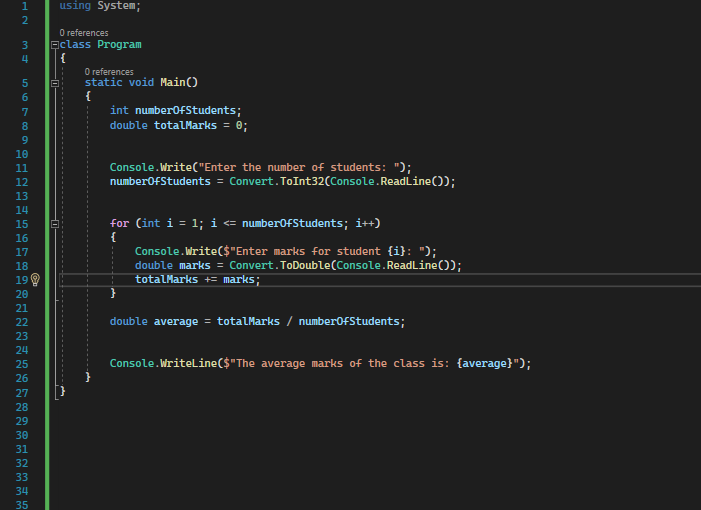 1 using System;
2
0 references
3 class Program
4 {
0 references
5 static void Main()
6 {
7 int numberOfStudents;
8 double totalMarks = 0;
9
10
11 Console.Write("Enter the number of students: ");
12 numberOfStudents = Convert.ToInt32(Console.ReadLine());
13
14
15 for (int i = 1; i <= numberOfStudents; i++)
16 {
17 Console.Write($"Enter marks for student {i}: ");
18 double marks = Convert.ToDouble(Console.ReadLine());
19 totalMarks += marks;
20 }
21
22 double average = totalMarks / numberOfStudents;
23
24
25 Console.WriteLine($"The average marks of the class is: {average}");
26 }
27 }
28
29
30
31
32
33
34
35